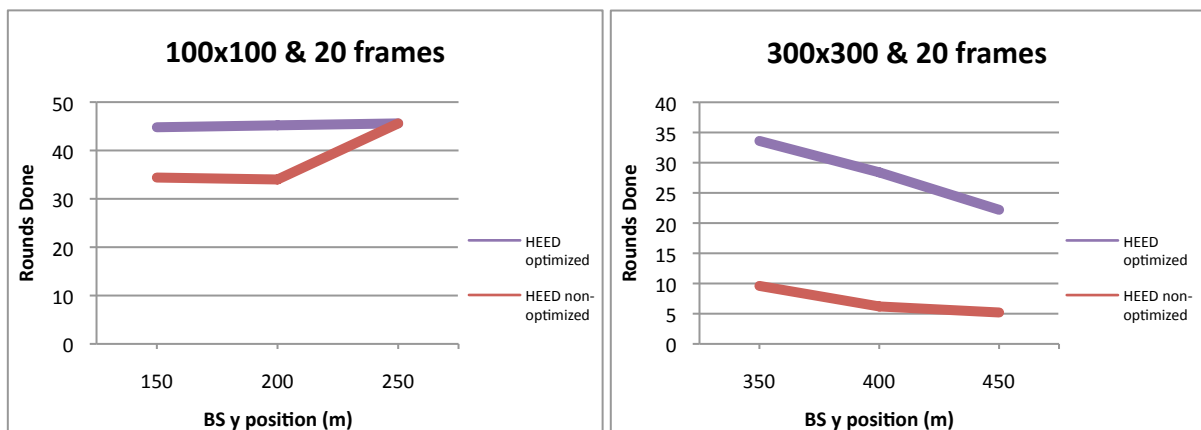 100x100 & 20 frames
50
40
30
20
10
0
Rounds Done
150 200 250
BS y position (m)
HEED
optimized
HEED non-
optimized
300x300 & 20 frames
40
35
30
25
20
15
10
5
0
Rounds Done
350 400 450
BS y position (m)
HEED
optimized
HEED non-
optimized